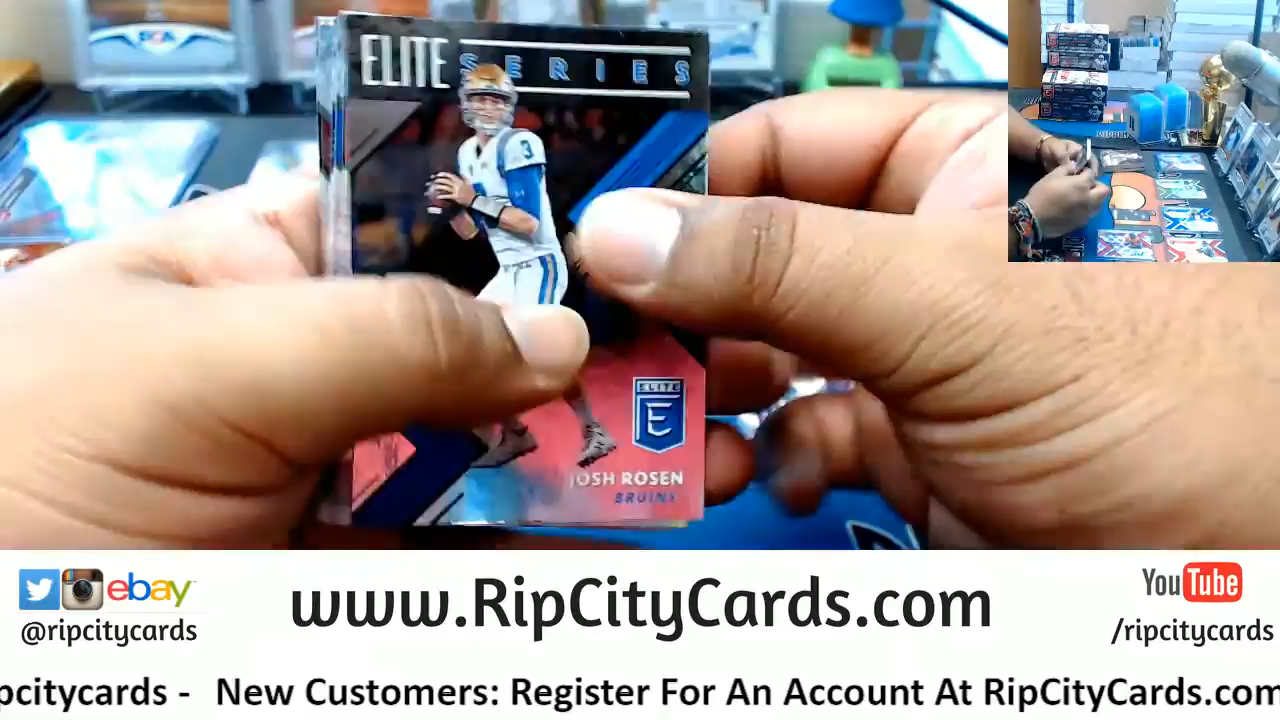 ELITE SERIES
3
ELITE
E
JOSH ROSEN
BRUINS
ebay
@ripcitycards
www.RipCityCards.com
YouTube
/ripcitycards
pcitycards - New Customers: Register For An Account At RipCityCards.com